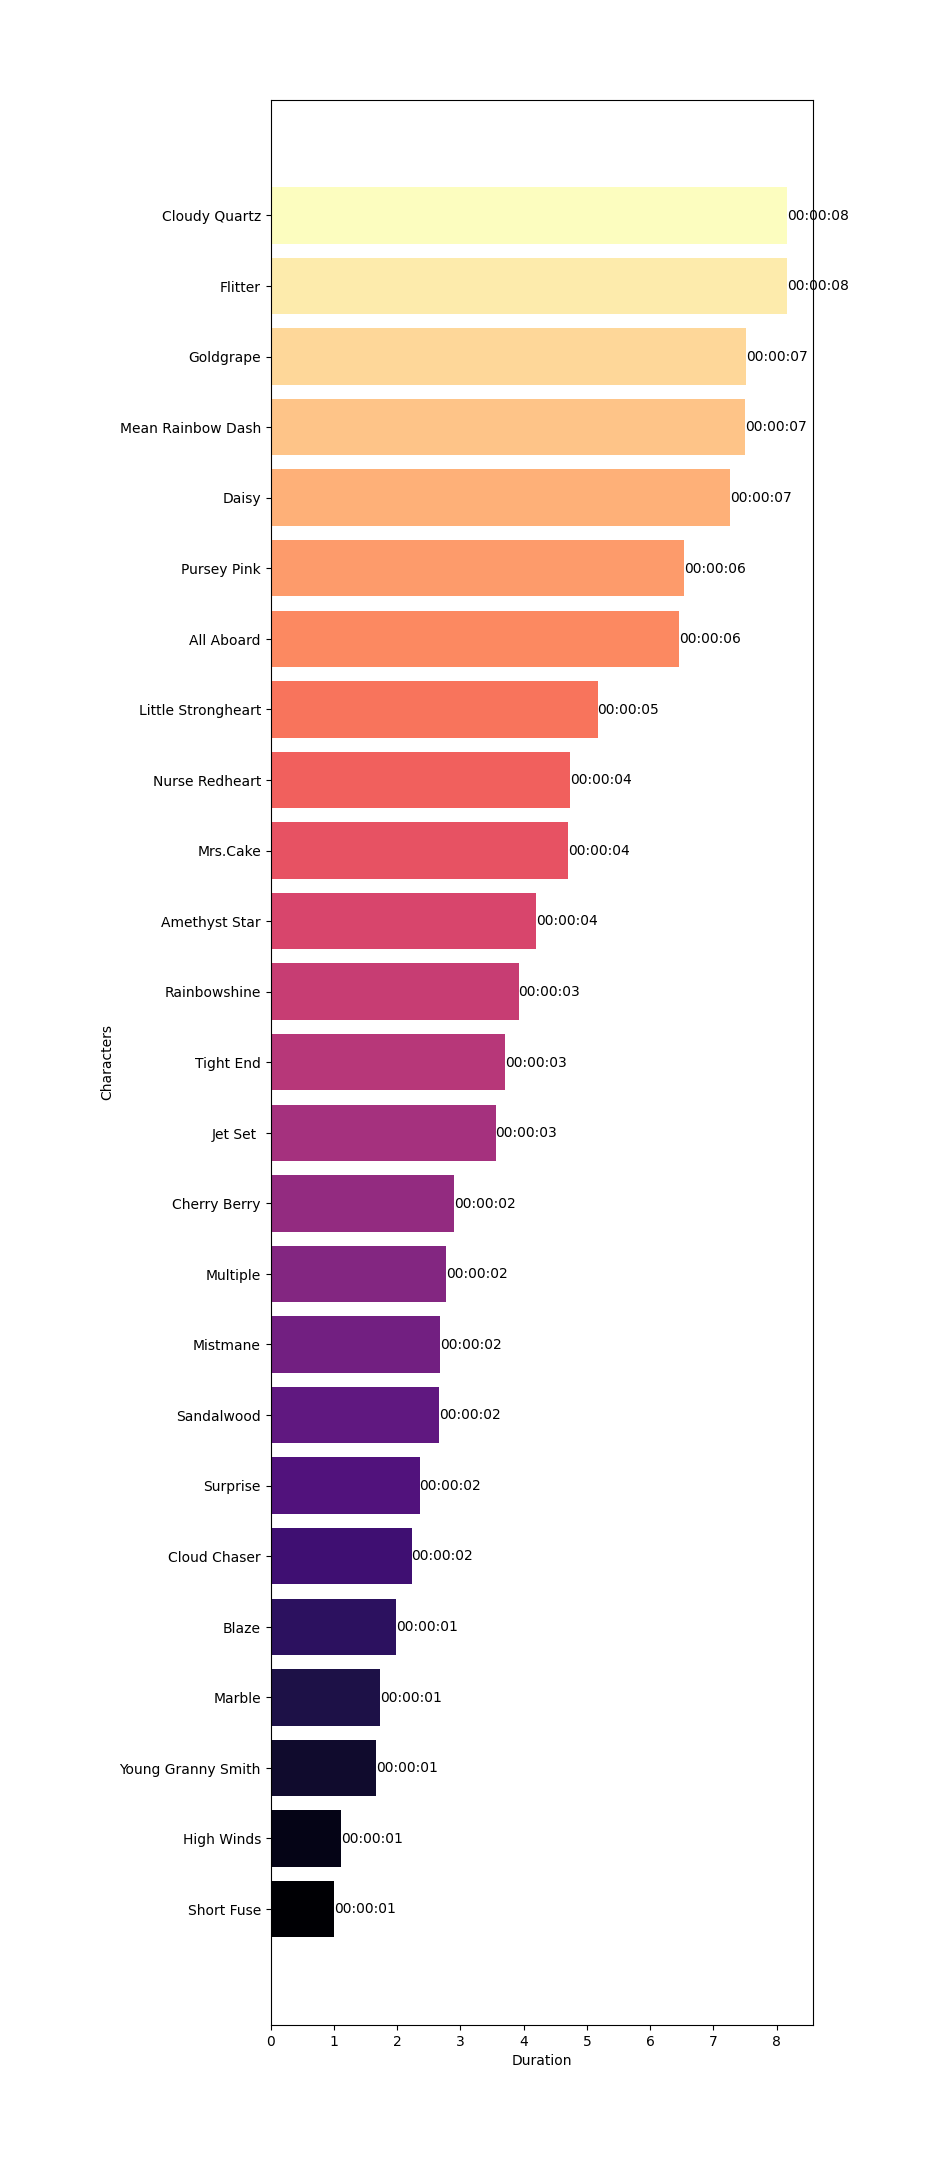 Cloudy Quartz 00:00:08
Flitter 00:00:08
Goldgrape 00:00:07
Mean Rainbow Dash 00:00:07
Daisy 00:00:07
Pursey Pink 00:00:06
All Aboard 00:00:06
Little Strongheart 00:00:05
Nurse Redheart 00:00:04
Mrs.Cake 00:00:04
Amethyst Star 00:00:04
Rainbowshine 00:00:03
Characters
Tight End 00:00:03
Jet Set 00:00:03
Cherry Berry 00:00:02
Multiple 00:00:02
Mistmane 00:00:02
Sandalwood 00:00:02
Surprise 00:00:02
Cloud Chaser 00:00:02
Blaze 00:00:01
Marble 00:00:01
Young Granny Smith 00:00:01
High Winds 00:00:01
Short Fuse 00:00:01
0 1 2 3 4 5 6 7 8
Duration